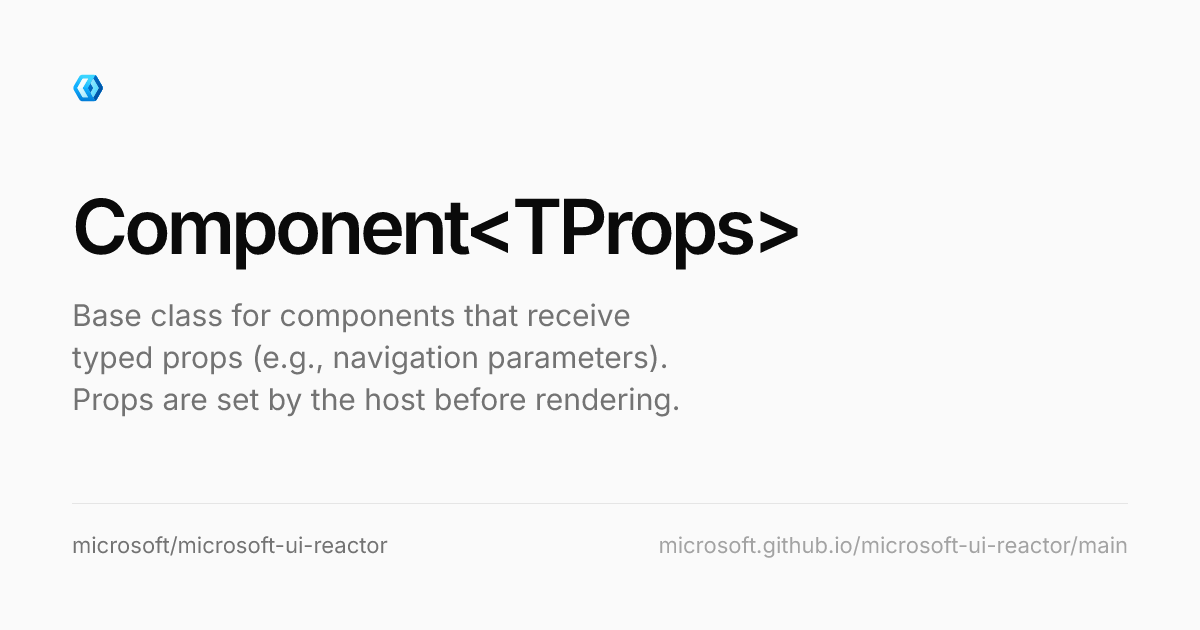 Component<TProps>
Base class for components that receive
typed props (e.g., navigation parameters).
Props are set by the host before rendering.
microsoft/microsoft-ui-reactor
microsoft.github.io/microsoft-ui-reactor/main